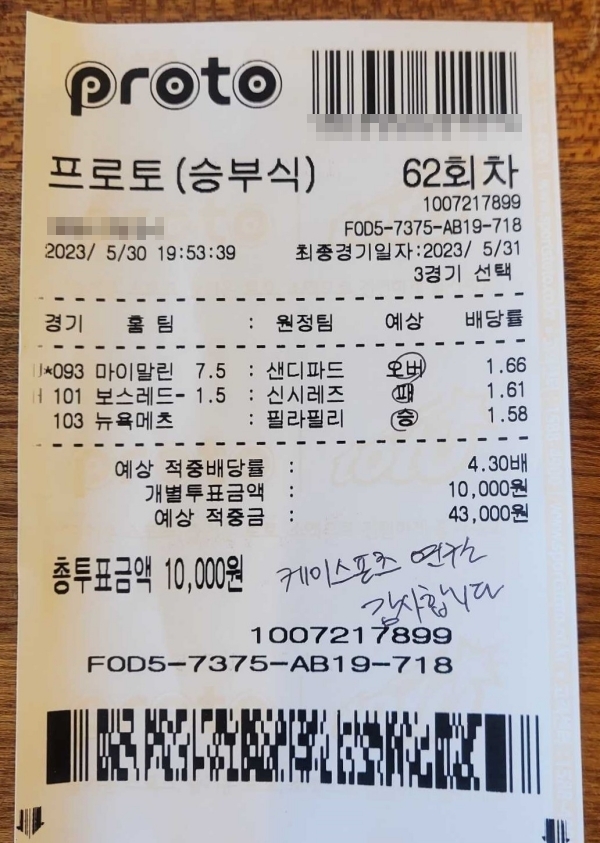 proto
프로토(승부식) 62회차
1007217899
F0D5-7375-AB19-718
2023/ 5/30 19:53:39 최종경기일자:2023/ 5/31
3경기 선택
경기 홈 팀 : 원정팀 예상 배당률
*093 마이말린 7.5 : 샌디파드 오버 1.66
101 보스레드- 1.5 : 신시레즈 패 1.61
103 뉴욕메츠 : 필라필리 승 1.58
예상 적중배당률 : 4.30배
개별투표금액 : 10,000원
예상 적중금 : 43,000원
총투표금액 10,000원
케이스포츠 연구소
감사합니다
1007217899
F0D5-7375-AB19-718